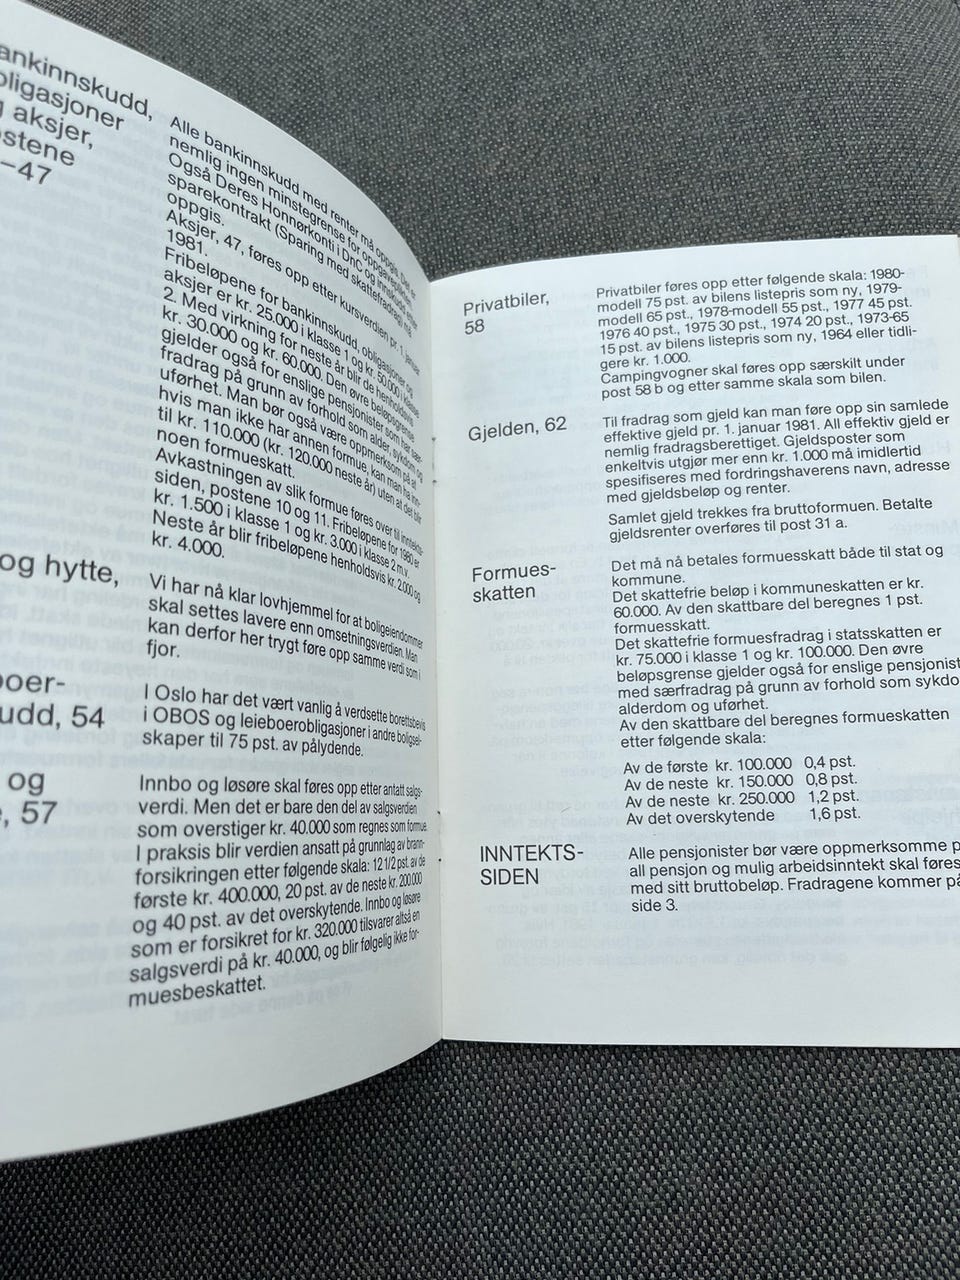 ankinnskudd,
bligasjoner
g aksjer,
ostene
–47
Alle bankinnskudd med renter må oppgis. Det er
nemlig ingen minstegrense for oppgaveplikten.
Også Deres Honnørkonti i DnC og innskudd etter
sparekontrakt (Sparing med skattefradrag) må
oppgis.
Aksjer, 47, føres opp etter kursverdien pr. 1. januar
1981.
Fribeløpene for bankinnskudd, obligasjoner og
aksjer er kr. 25.000 i klasse 1 og kr. 50.000 i klasse
2. Med virkning for neste år blir de henholdsvis
kr. 30.000 og kr. 60.000. Den øvre beløpsgrense
gjelder også for enslige pensjonister som har sær-
fradrag på grunn av forhold som alder, sykdom og
uførhet. Man bør også være oppmerksom på at
hvis man ikke har annen formue, kan man ha inn-
til kr. 110.000 (kr. 120.000 neste år) uten at det blir
noen formueskatt.
Avkastningen av slik formue føres over til inntekts-
siden, postene 10 og 11. Fribeløpene for 1980 er
kr. 1.500 i klasse 1 og kr. 3.000 i klasse 2 m.v.
Neste år blir fribeløpene henholdsvis kr. 2.000 og
kr. 4.000.
og hytte,
Vi har nå klar lovhjemmel for at boligeiendommer
skal settes lavere enn omsetningsverdien. Man
kan derfor her trygt føre opp samme verdi som i
fjor.
boer-
udd, 54
I Oslo har det vært vanlig å verdsette borettsbevis
i OBOS og leieboerobligasjoner i andre boligsel-
skaper til 75 pst. av pålydende.
og
, 57
Innbo og løsøre skal føres opp etter antatt salgs-
verdi. Men det er bare den del av salgsverdien
som overstiger kr. 40.000 som regnes som formue.
I praksis blir verdien ansatt på grunnlag av brann-
forsikringen etter følgende skala: 12 1/2 pst. av de
første kr. 400.000, 20 pst. av de neste kr. 200.000
og 40 pst. av det overskytende. Innbo og løsøre
som er forsikret for kr. 320.000 tilsvarer altså en
salgsverdi på kr. 40.000, og blir følgelig ikke for-
muesbeskattet.
Privatbiler,
58
Privatbiler føres opp etter følgende skala: 1980-
modell 75 pst. av bilens listepris som ny, 1979-
modell 65 pst., 1978-modell 55 pst., 1977 45 pst.
1976 40 pst., 1975 30 pst., 1974 20 pst., 1973-65
15 pst. av bilens listepris som ny, 1964 eller tidli-
gere kr. 1.000.
Campingvogner skal føres opp særskilt under
post 58 b og etter samme skala som bilen.
Gjelden, 62
Til fradrag som gjeld kan man føre opp sin samlede
effektive gjeld pr. 1. januar 1981. All effektiv gjeld er
nemlig fradragsberettiget. Gjeldsposter som
enkeltvis utgjør mer enn kr. 1.000 må imidlertid
spesifiseres med fordringshaverens navn, adresse
med gjeldsbeløp og renter.
Samlet gjeld trekkes fra bruttoformuen. Betalte
gjeldsrenter overføres til post 31 a.
Formues-
skatten
Det må nå betales formuesskatt både til stat og
kommune.
Det skattefrie beløp i kommuneskatten er kr.
60.000. Av den skattbare del beregnes 1 pst.
formuesskatt.
Det skattefrie formuesfradrag i statsskatten er
kr. 75.000 i klasse 1 og kr. 100.000. Den øvre
beløpsgrense gjelder også for enslige pensjonist
med særfradrag på grunn av forhold som sykdo
alderdom og uførhet.
Av den skattbare del beregnes formueskatten
etter følgende skala:
Av de første kr. 100.000 0,4 pst.
Av de neste kr. 150.000 0,8 pst.
Av de neste kr. 250.000 1,2 pst.
Av det overskytende 1,6 pst.
INNTEKTS-
SIDEN
Alle pensjonister bør være oppmerksomme p
all pensjon og mulig arbeidsinntekt skal føres
med sitt bruttobeløp. Fradragene kommer på
side 3.